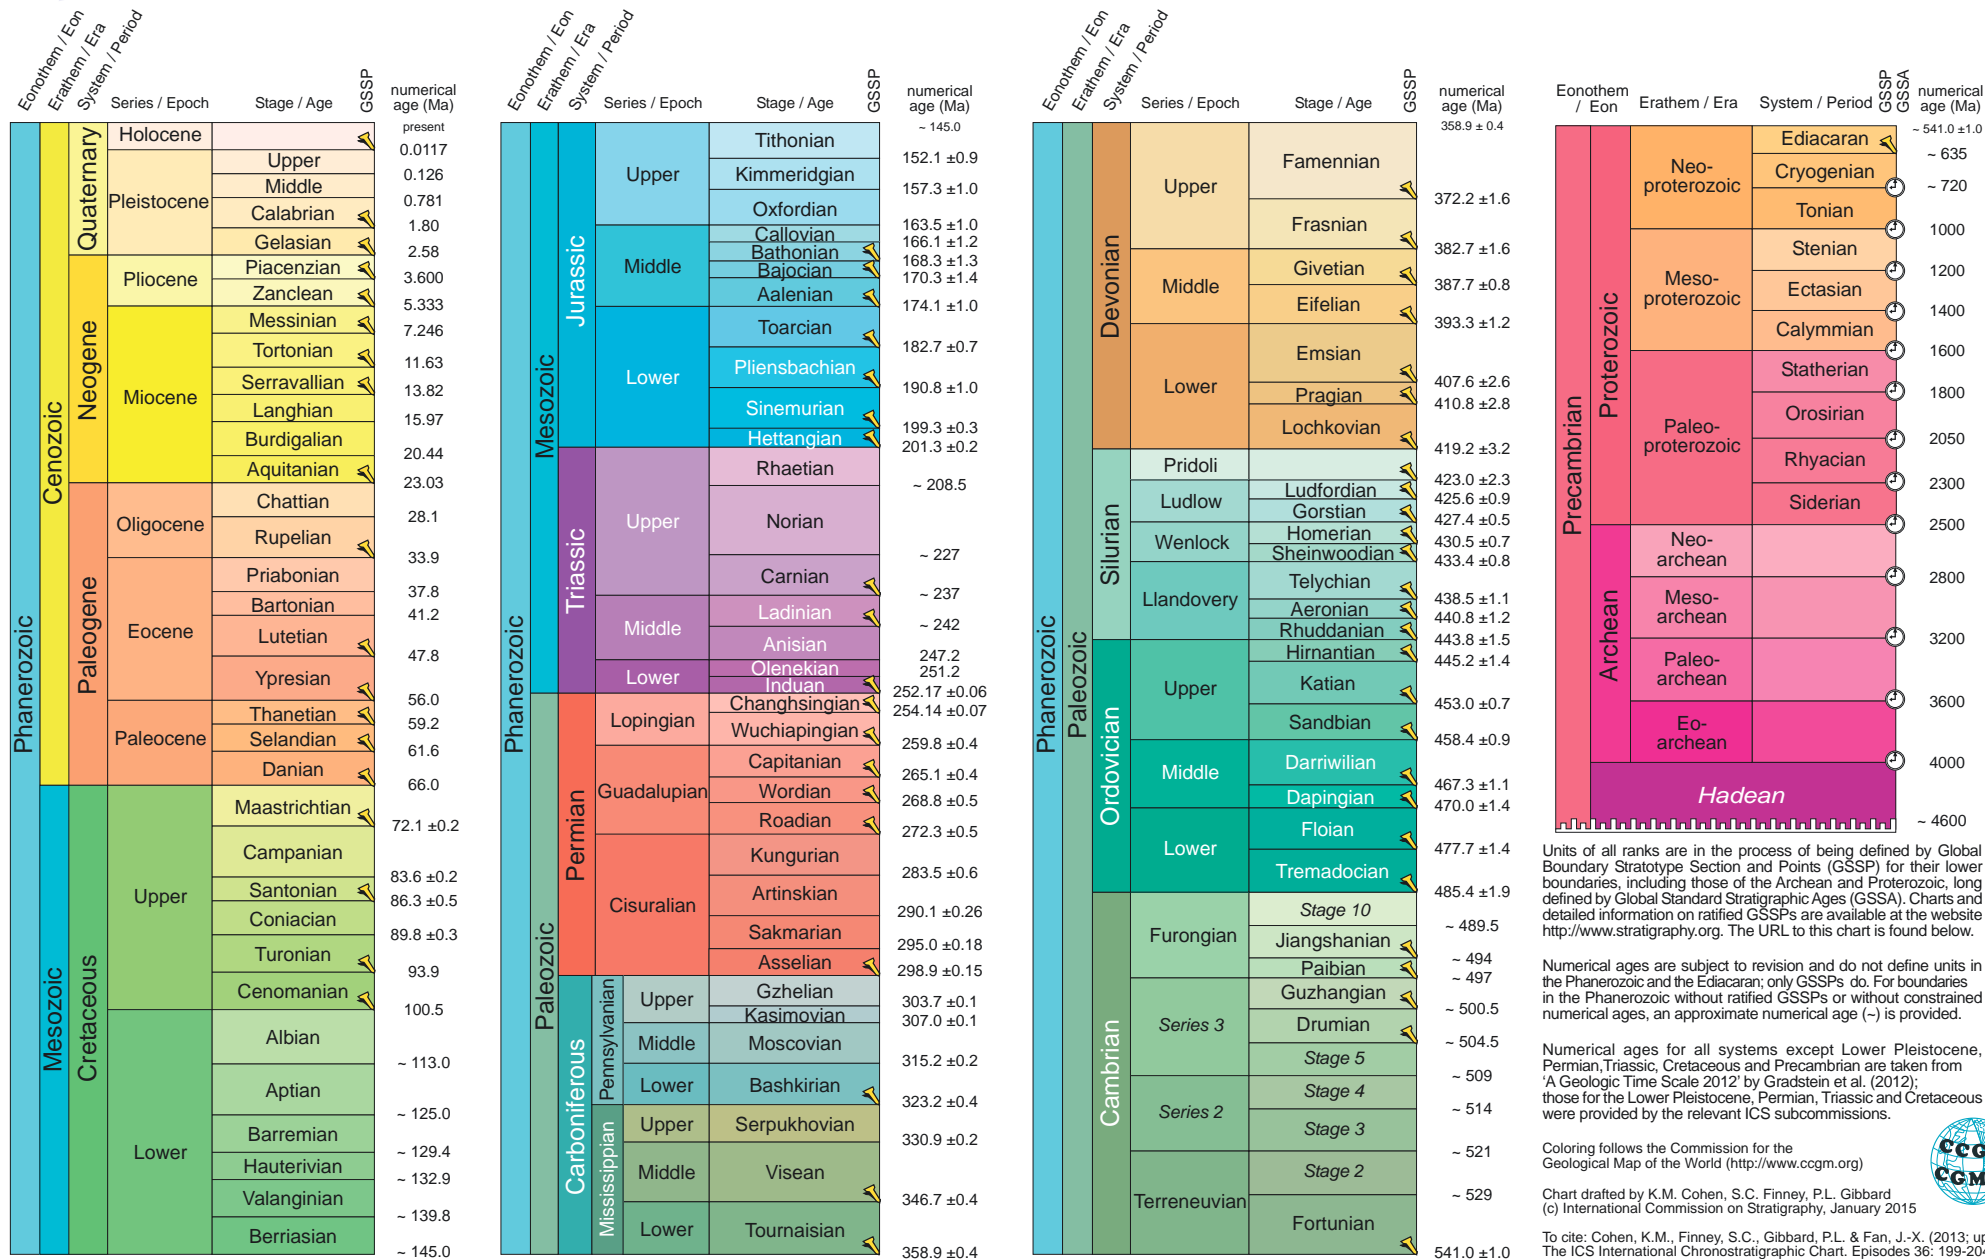 Eonothem / Eon
Erathem / Era
System / Period
Series / Epoch
Stage / Age
GSSP
numerical
age (Ma)
Phanerozoic
Cenozoic
Mesozoic
Quaternary
Neogene
Paleogene
Cretaceous
Holocene
Pleistocene
Pliocene
Miocene
Oligocene
Eocene
Paleocene
Upper
Lower
Upper
Middle
Calabrian
Gelasian
Piacenzian
Zanclean
Messinian
Tortonian
Serravallian
Langhian
Burdigalian
Aquitanian
Chattian
Rupelian
Priabonian
Bartonian
Lutetian
Ypresian
Thanetian
Selandian
Danian
Maastrichtian
Campanian
Santonian
Coniacian
Turonian
Cenomanian
Albian
Aptian
Barremian
Hauterivian
Valanginian
Berriasian
present
0.0117
0.126
0.781
1.80
2.58
3.600
5.333
7.246
11.63
13.82
15.97
20.44
23.03
28.1
33.9
37.8
41.2
47.8
56.0
59.2
61.6
66.0
72.1 ±0.2
83.6 ±0.2
86.3 ±0.5
89.8 ±0.3
93.9
100.5
~ 113.0
~ 125.0
~ 129.4
~ 132.9
~ 139.8
~ 145.0
Eonothem / Eon
Erathem / Era
System / Period
Series / Epoch
Stage / Age
GSSP
numerical
age (Ma)
Phanerozoic
Mesozoic
Paleozoic
Jurassic
Triassic
Permian
Carboniferous
Pennsylvanian
Mississippian
Upper
Middle
Lower
Upper
Middle
Lower
Lopingian
Guadalupian
Cisuralian
Upper
Middle
Lower
Upper
Middle
Lower
Tithonian
Kimmeridgian
Oxfordian
Callovian
Bathonian
Bajocian
Aalenian
Toarcian
Pliensbachian
Sinemurian
Hettangian
Rhaetian
Norian
Carnian
Ladinian
Anisian
Olenekian
Induan
Changhsingian
Wuchiapingian
Capitanian
Wordian
Roadian
Kungurian
Artinskian
Sakmarian
Asselian
Gzhelian
Kasimovian
Moscovian
Bashkirian
Serpukhovian
Visean
Tournaisian
~ 145.0
152.1 ±0.9
157.3 ±1.0
163.5 ±1.0
166.1 ±1.2
168.3 ±1.3
170.3 ±1.4
174.1 ±1.0
182.7 ±0.7
190.8 ±1.0
199.3 ±0.3
201.3 ±0.2
~ 208.5
~ 227
~ 237
~ 242
247.2
251.2
252.17 ±0.06
254.14 ±0.07
259.8 ±0.4
265.1 ±0.4
268.8 ±0.5
272.3 ±0.5
283.5 ±0.6
290.1 ±0.26
295.0 ±0.18
298.9 ±0.15
303.7 ±0.1
307.0 ±0.1
315.2 ±0.2
323.2 ±0.4
330.9 ±0.2
346.7 ±0.4
358.9 ±0.4
Eonothem / Eon
Erathem / Era
System / Period
Series / Epoch
Stage / Age
GSSP
numerical
age (Ma)
Phanerozoic
Paleozoic
Devonian
Silurian
Ordovician
Cambrian
Upper
Middle
Lower
Pridoli
Ludlow
Wenlock
Llandovery
Upper
Middle
Lower
Furongian
Series 3
Series 2
Terreneuvian
Famennian
Frasnian
Givetian
Eifelian
Emsian
Pragian
Lochkovian
Ludfordian
Gorstian
Homerian
Sheinwoodian
Telychian
Aeronian
Rhuddanian
Hirnantian
Katian
Sandbian
Darriwilian
Dapingian
Floian
Tremadocian
Stage 10
Jiangshanian
Paibian
Guzhangian
Drumian
Stage 5
Stage 4
Stage 3
Stage 2
Fortunian
358.9 ± 0.4
372.2 ±1.6
382.7 ±1.6
387.7 ±0.8
393.3 ±1.2
407.6 ±2.6
410.8 ±2.8
419.2 ±3.2
423.0 ±2.3
425.6 ±0.9
427.4 ±0.5
430.5 ±0.7
433.4 ±0.8
438.5 ±1.1
440.8 ±1.2
443.8 ±1.5
445.2 ±1.4
453.0 ±0.7
458.4 ±0.9
467.3 ±1.1
470.0 ±1.4
477.7 ±1.4
485.4 ±1.9
~ 489.5
~ 494
~ 497
~ 500.5
~ 504.5
~ 509
~ 514
~ 521
~ 529
541.0 ±1.0
Eonothem
/ Eon
Erathem / Era
System / Period
GSSP
GSSA
numerical
age (Ma)
Precambrian
Proterozoic
Archean
Hadean
Neo-
proterozoic
Meso-
proterozoic
Paleo-
proterozoic
Neo-
archean
Meso-
archean
Paleo-
archean
Eo-
archean
Ediacaran
Cryogenian
Tonian
Stenian
Ectasian
Calymmian
Statherian
Orosirian
Rhyacian
Siderian
~ 541.0 ±1.0
~ 635
~ 720
1000
1200
1400
1600
1800
2050
2300
2500
2800
3200
3600
4000
~ 4600
Units of all ranks are in the process of being defined by Global
Boundary Stratotype Section and Points (GSSP) for their lower
boundaries, including those of the Archean and Proterozoic, long
defined by Global Standard Stratigraphic Ages (GSSA). Charts and
detailed information on ratified GSSPs are available at the website
http://www.stratigraphy.org. The URL to this chart is found below.
Numerical ages are subject to revision and do not define units in
the Phanerozoic and the Ediacaran; only GSSPs do. For boundaries
in the Phanerozoic without ratified GSSPs or without constrained
numerical ages, an approximate numerical age (~) is provided.
Numerical ages for all systems except Lower Pleistocene,
Permian,Triassic, Cretaceous and Precambrian are taken from
'A Geologic Time Scale 2012' by Gradstein et al. (2012);
those for the Lower Pleistocene, Permian, Triassic and Cretaceous
were provided by the relevant ICS subcommissions.
Coloring follows the Commission for the
Geological Map of the World (http://www.ccgm.org)
CCG
CGM
Chart drafted by K.M. Cohen, S.C. Finney, P.L. Gibbard
(c) International Commission on Stratigraphy, January 2015
To cite: Cohen, K.M., Finney, S.C., Gibbard, P.L. & Fan, J.-X. (2013;
The ICS International Chronostratigraphic Chart. Episodes 36: